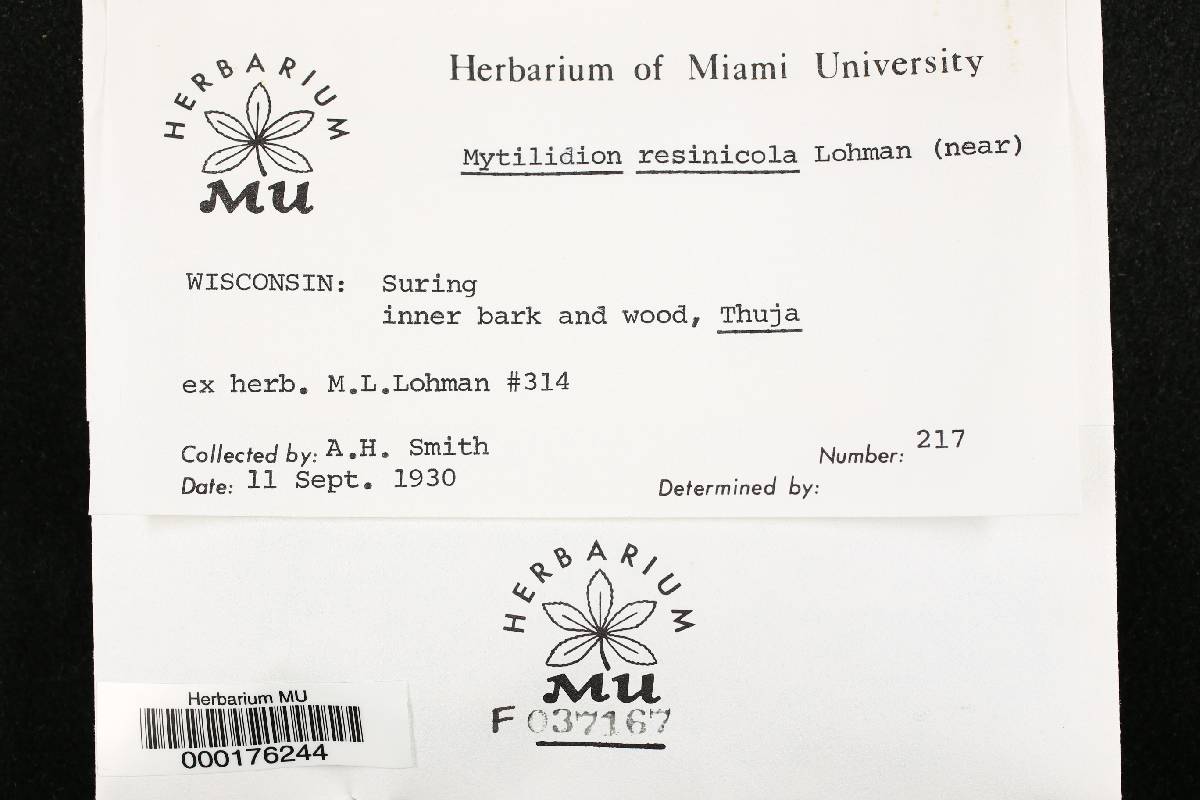 HERBARIUM
MU
Herbarium of Miami University
Mytilidion resinicola Lohman (near)
WISCONSIN: Suring
inner bark and wood, Thuja
ex herb. M.L.Lohman #314
Collected by: A.H. Smith
Number: 217
Date: 11 Sept. 1930
Determined by:
HERBARIUM
MU
F 037167
Herbarium MU
000176244